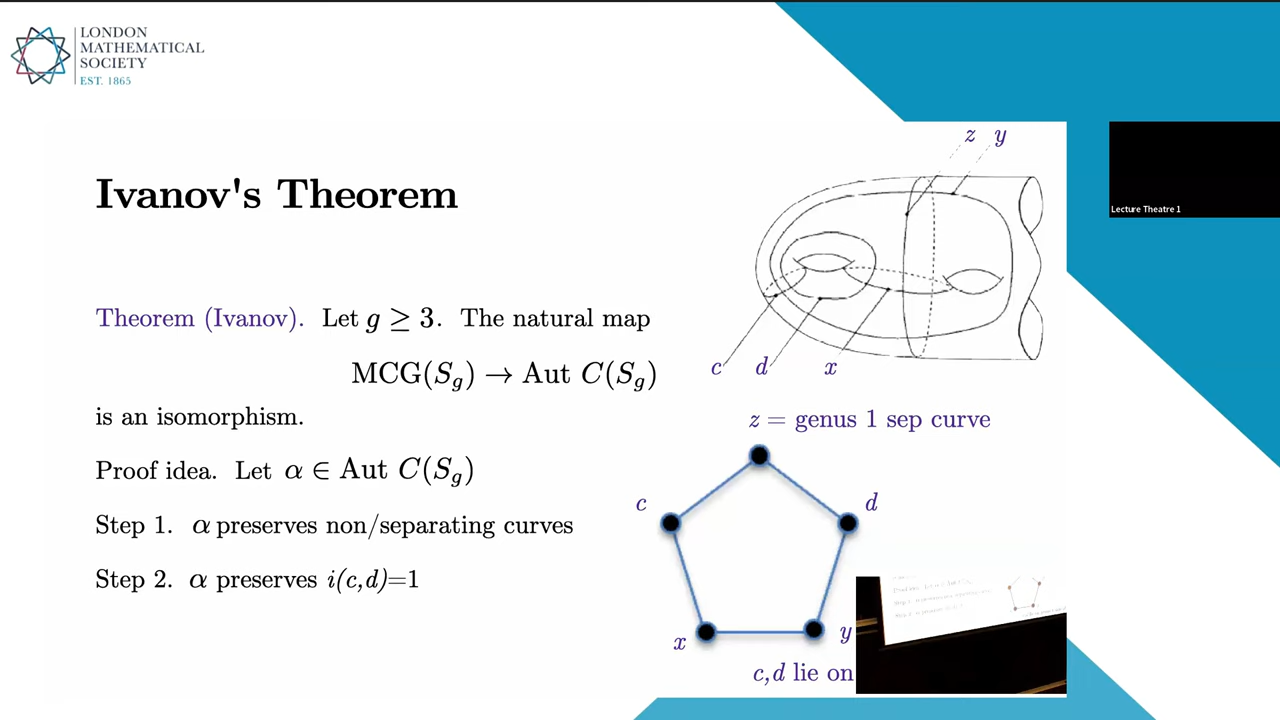 LONDON
MATHEMATICAL
SOCIETY
EST. 1865
z y
Lecture Theatre 1
Ivanov's Theorem
Theorem (Ivanov). Let g ≥ 3. The natural map
MCG(S_g) → Aut C(S_g)
is an isomorphism.
Proof idea. Let α ∈ Aut C(S_g)
Step 1. α preserves non/separating curves
Step 2. α preserves i(c,d)=1
c d x
z = genus 1 sep curve
c d
x y
c,d lie on